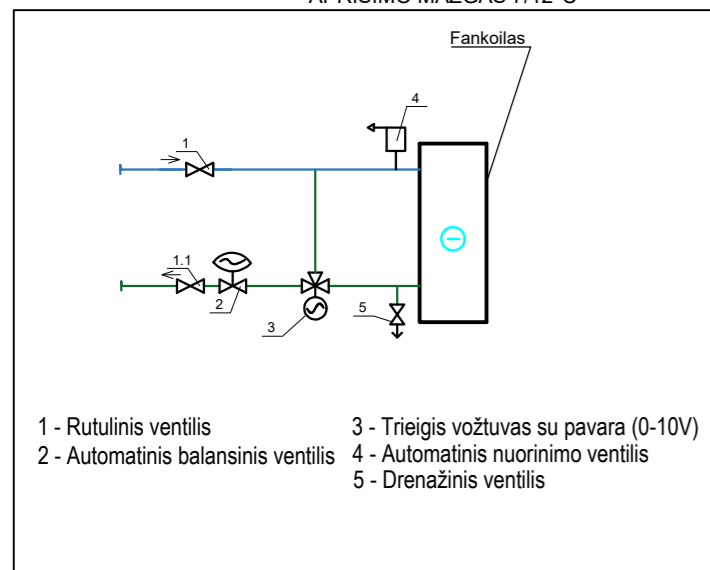 Fankoilas
4
1
1.1
2
3
5
1 - Rutulinis ventilis
2 - Automatinis balansinis ventilis
3 - Trieigis vožtuvas su pavara (0-10V)
4 - Automatinis nuorinimo ventilis
5 - Drenažinis ventilis